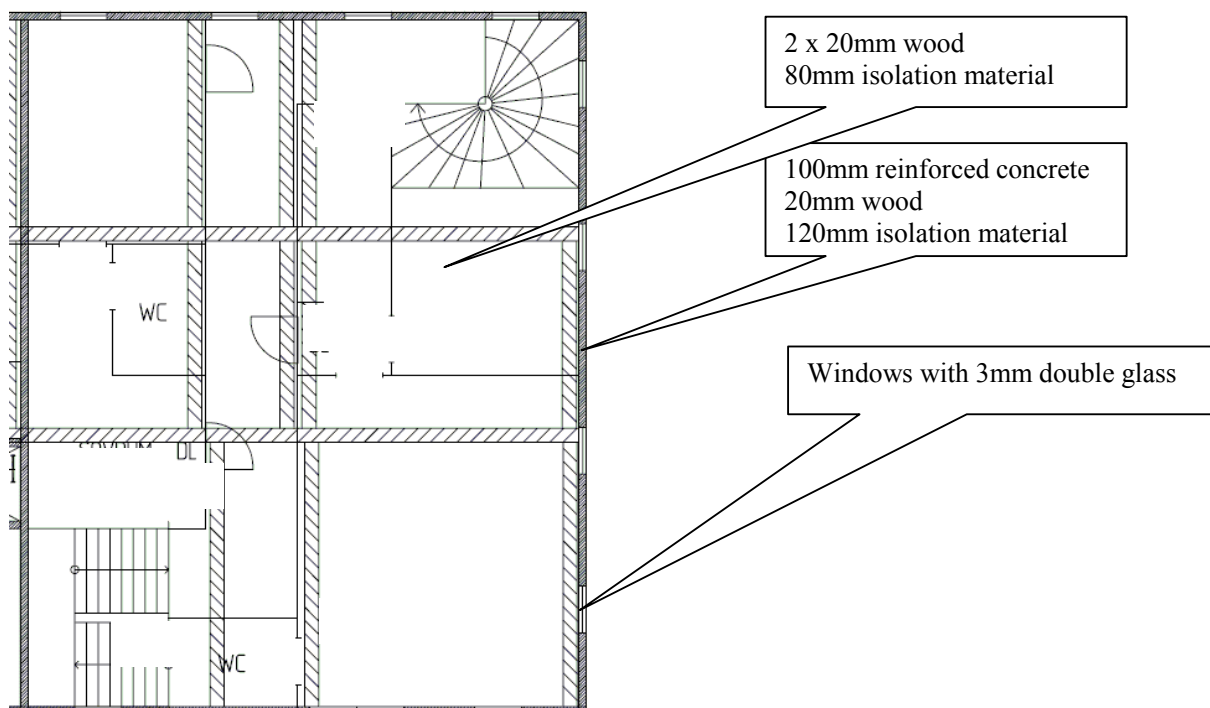 2 x 20mm wood
80mm isolation material
100mm reinforced concrete
20mm wood
120mm isolation material
Windows with 3mm double glass
WC
DL
WC